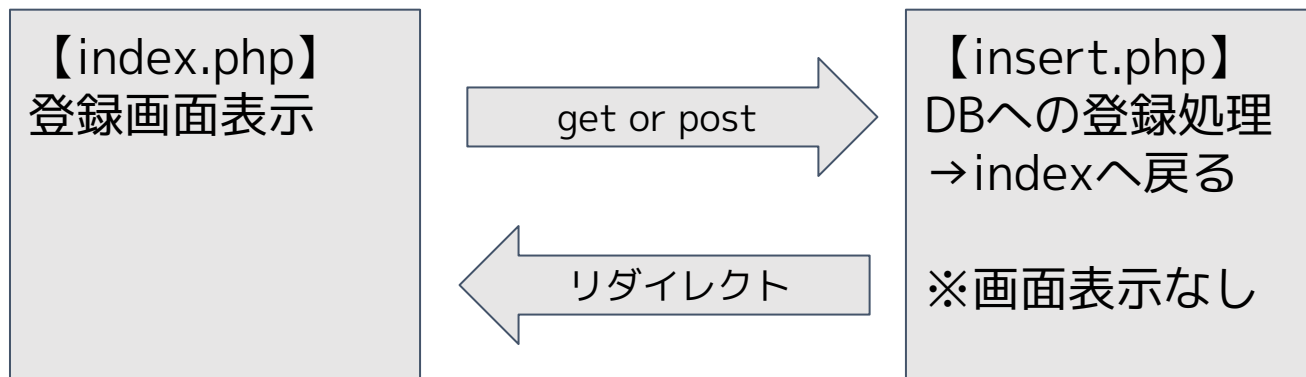 【index.php】
登録画面表示
get or post
リダイレクト
【insert.php】
DBへの登録処理
→indexへ戻る
※画面表示なし